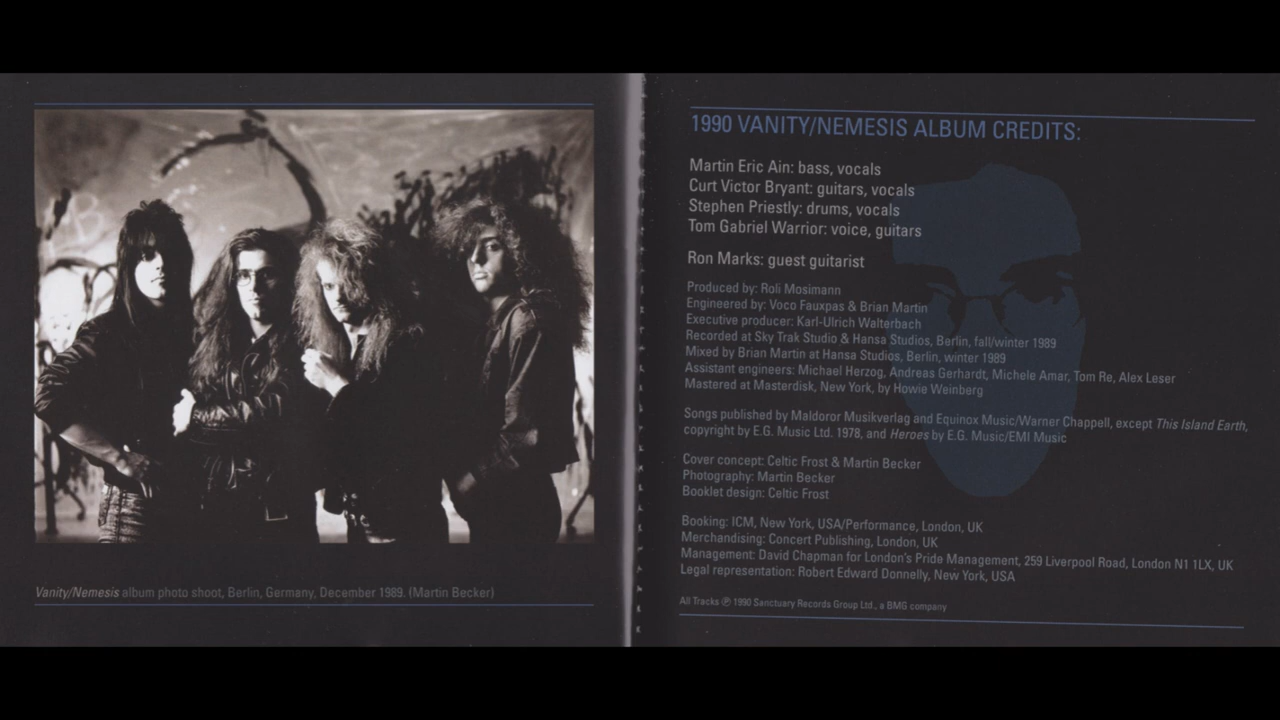 Vanity/Nemesis album photo shoot, Berlin, Germany, December 1989. (Martin Becker)
1990 VANITY/NEMESIS ALBUM CREDITS:
Martin Eric Ain: bass, vocals
Curt Victor Bryant: guitars, vocals
Stephen Priestly: drums, vocals
Tom Gabriel Warrior: voice, guitars
Ron Marks: guest guitarist
Produced by: Roli Mosimann
Engineered by: Voco Fauxpas & Brian Martin
Executive producer: Karl-Ulrich Walterbach
Recorded at Sky Trak Studio & Hansa Studios, Berlin, fall/winter 1989
Mixed by Brian Martin at Hansa Studios, Berlin, winter 1989
Assistant engineers: Michael Herzog, Andreas Gerhardt, Michele Amar, Tom Re, Alex Leser
Mastered at Masterdisk, New York, by Howie Weinberg
Songs published by Maldoror Musikverlag and Equinox Music/Warner Chappell, except This Island Earth,
copyright by E.G. Music Ltd. 1978, and Heroes by E.G. Music/EMI Music
Cover concept: Celtic Frost & Martin Becker
Photography: Martin Becker
Booklet design: Celtic Frost
Booking: ICM, New York, USA/Performance, London, UK
Merchandising: Concert Publishing, London, UK
Management: David Chapman for London's Pride Management, 259 Liverpool Road, London N1 1LX, UK
Legal representation: Robert Edward Donnelly, New York, USA
All Tracks ℗ 1990 Sanctuary Records Group Ltd., a BMG company